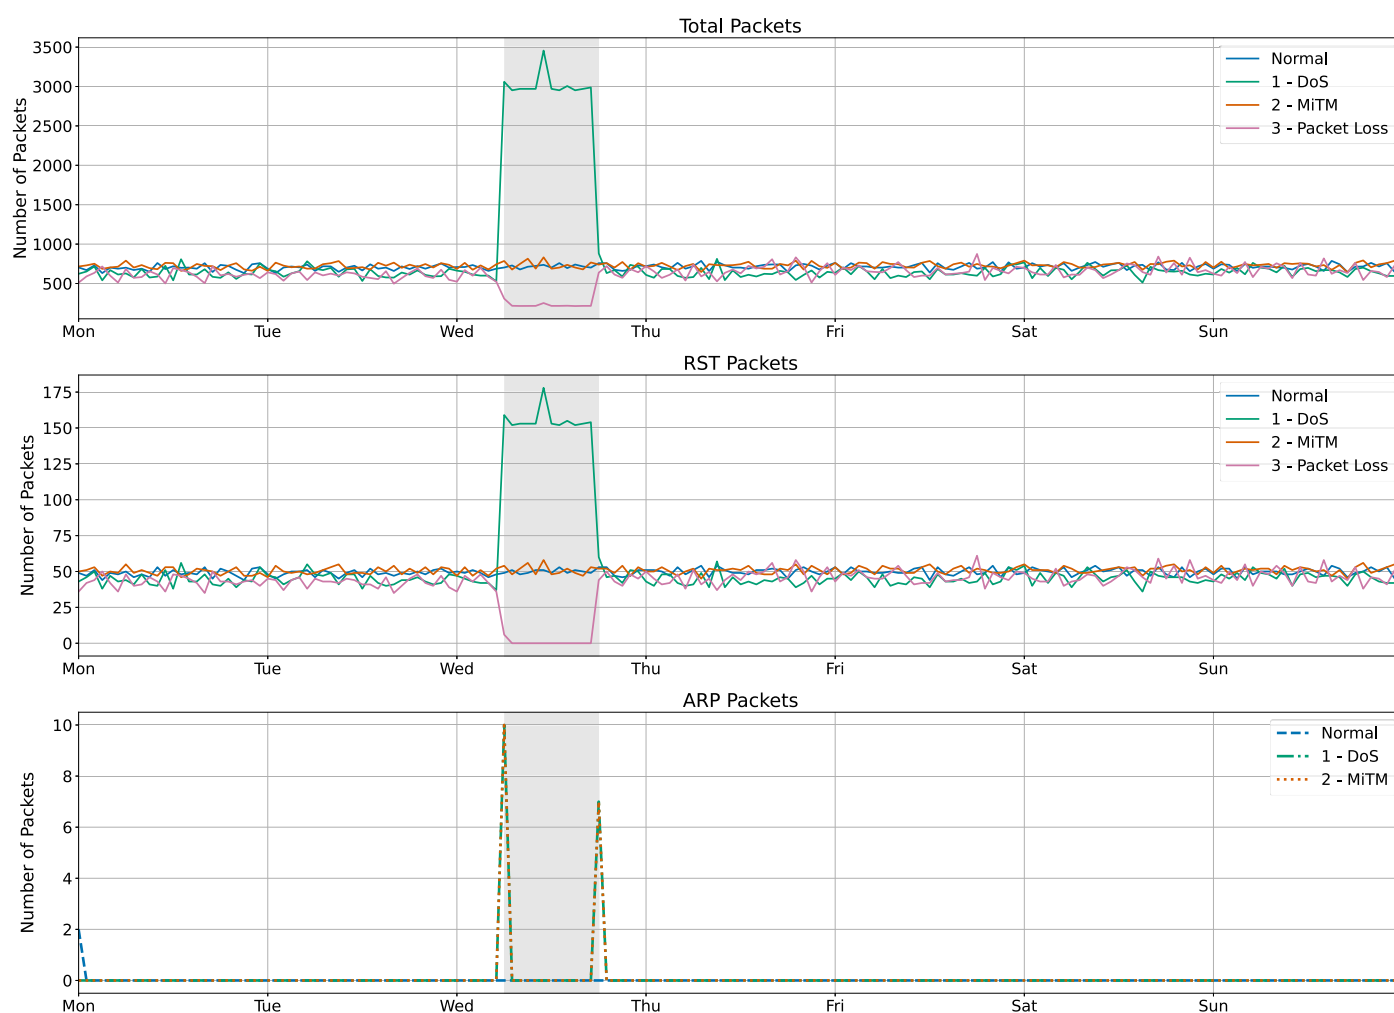 Total Packets
Number of Packets
3500
3000
2500
2000
1500
1000
500
Normal
1 - DoS
2 - MiTM
3 - Packet Loss
Mon Tue Wed Thu Fri Sat Sun
RST Packets
Number of Packets
175
150
125
100
75
50
25
0
Normal
1 - DoS
2 - MiTM
3 - Packet Loss
Mon Tue Wed Thu Fri Sat Sun
ARP Packets
Number of Packets
10
8
6
4
2
0
Normal
1 - DoS
2 - MiTM
Mon Tue Wed Thu Fri Sat Sun